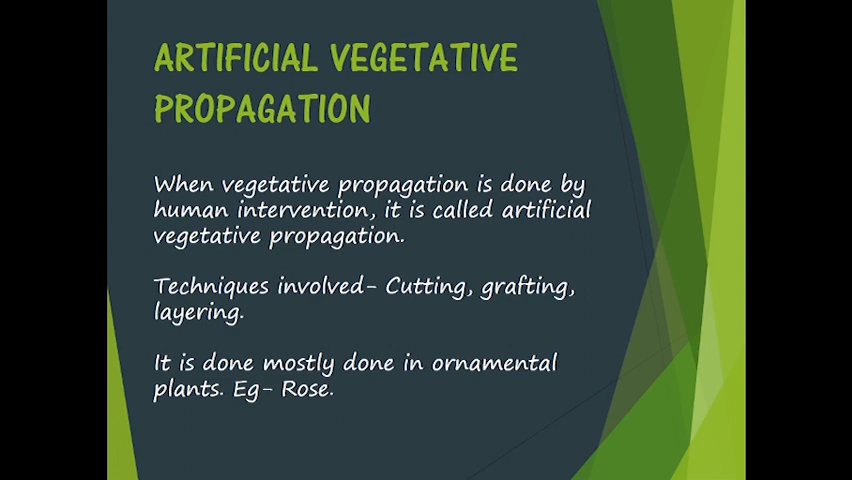 ARTIFICIAL VEGETATIVE
PROPAGATION
When vegetative propagation is done by
human intervention, it is called artificial
vegetative propagation.
Techniques involved- Cutting, grafting,
layering.
It is done mostly done in ornamental
plants. Eg- Rose.